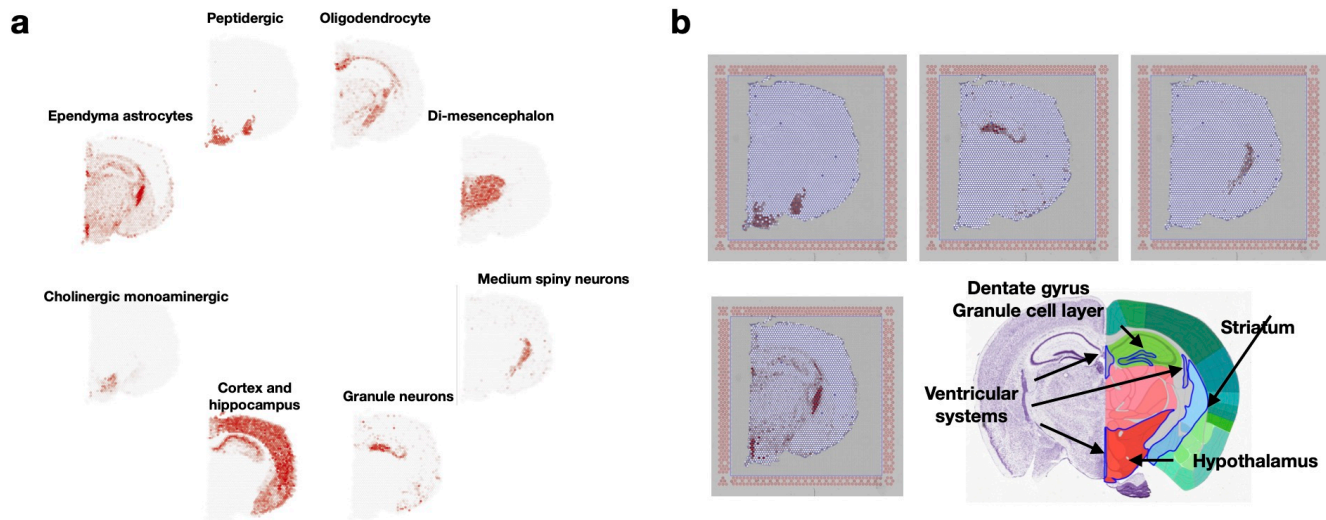 a
Peptidergic
Oligodendrocyte
Ependyma astrocytes
Di-mesencephalon
Cholinergic monoaminergic
Medium spiny neurons
Cortex and
hippocampus
Granule neurons
b
Dentate gyrus
Granule cell layer
Striatum
Ventricular
systems
Hypothalamus